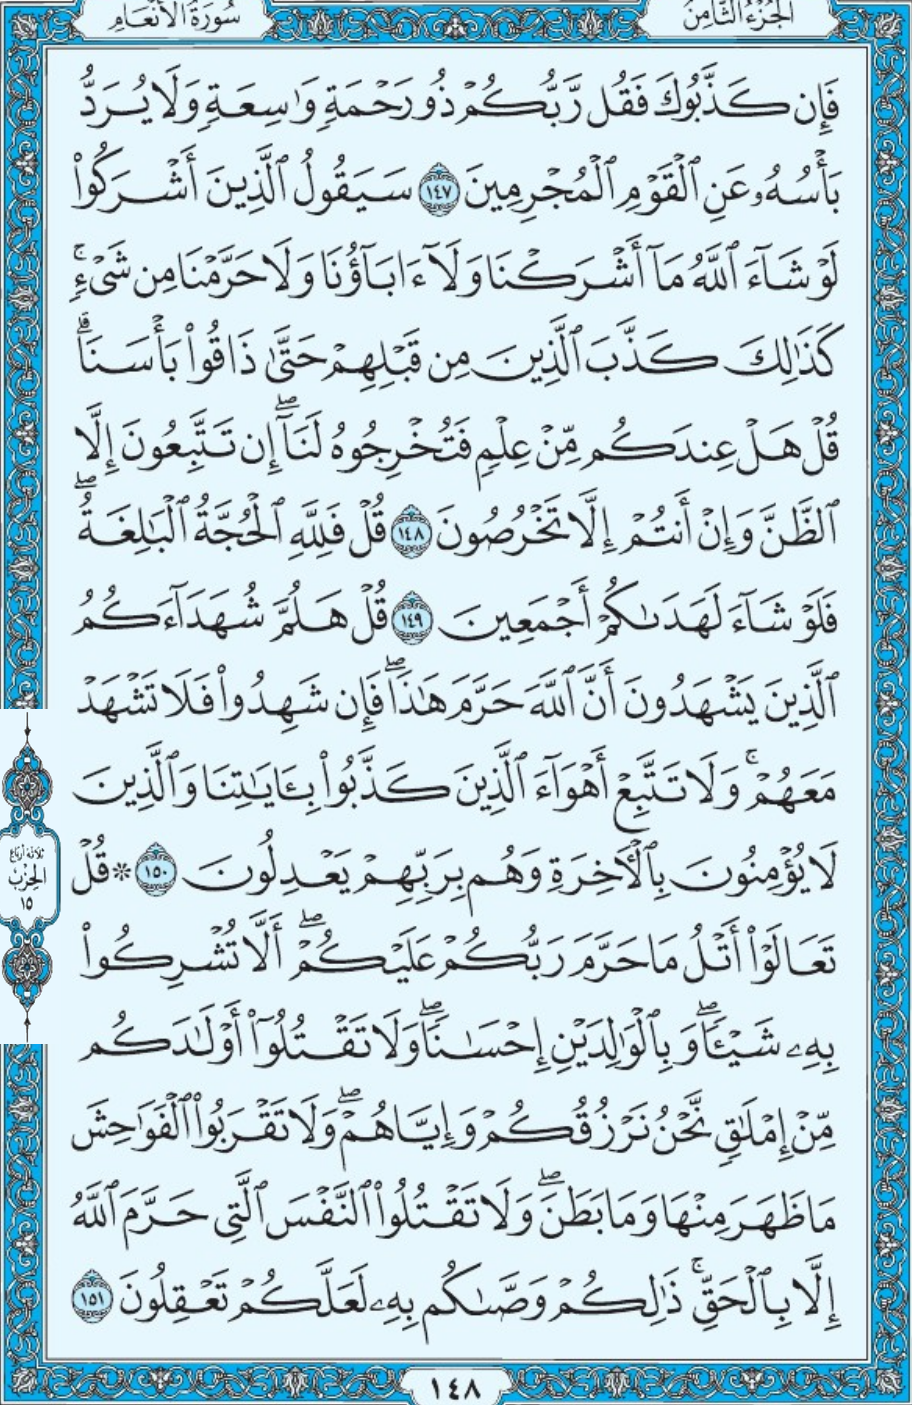 سُورَةُ الأَنْعَامِ
الجُزْءُ الثَّامِنُ
فَإِن كَذَّبُوكَ فَقُل رَّبُّكُمْ ذُو رَحْمَةٍ وَٰسِعَةٍ وَلَا يُرَدُّ
بَأْسُهُۥ عَنِ ٱلْقَوْمِ ٱلْمُجْرِمِينَ ١٤٧ سَيَقُولُ ٱلَّذِينَ أَشْرَكُوا۟
لَوْ شَآءَ ٱللَّهُ مَآ أَشْرَكْنَا وَلَآ ءَابَآؤُنَا وَلَا حَرَّمْنَا مِن شَىْءٍۚ
كَذَٰلِكَ كَذَّبَ ٱلَّذِينَ مِن قَبْلِهِمْ حَتَّىٰ ذَاقُوا۟ بَأْسَنَاۗ
قُلْ هَلْ عِندَكُم مِّنْ عِلْمٍ فَتُخْرِجُوهُ لَنَآۖ إِن تَتَّبِعُونَ إِلَّا
ٱلظَّنَّ وَإِنْ أَنتُمْ إِلَّا تَخْرُصُونَ ١٤٨ قُلْ فَلِلَّهِ ٱلْحُجَّةُ ٱلْبَٰلِغَةُۖ
فَلَوْ شَآءَ لَهَدَىٰكُمْ أَجْمَعِينَ ١٤٩ قُلْ هَلُمَّ شُهَدَآءَكُمُ
ٱلَّذِينَ يَشْهَدُونَ أَنَّ ٱللَّهَ حَرَّمَ هَٰذَاۖ فَإِن شَهِدُوا۟ فَلَا تَشْهَدْ
مَعَهُمْۚ وَلَا تَتَّبِعْ أَهْوَآءَ ٱلَّذِينَ كَذَّبُوا۟ بِـَٔايَٰتِنَا وَٱلَّذِينَ
لَا يُؤْمِنُونَ بِٱلْـَٔاخِرَةِ وَهُم بِرَبِّهِمْ يَعْدِلُونَ ١٥٠ * قُلْ
تَعَالَوْا۟ أَتْلُ مَا حَرَّمَ رَبُّكُمْ عَلَيْكُمْۖ أَلَّا تُشْرِكُوا۟
بِهِۦ شَيْـًٔاۖ وَبِٱلْوَٰلِدَيْنِ إِحْسَٰنًاۖ وَلَا تَقْتُلُوٓا۟ أَوْلَٰدَكُم
مِّنْ إِمْلَٰقٍ نَّحْنُ نَرْزُقُكُمْ وَإِيَّاهُمْۖ وَلَا تَقْرَبُوا۟ ٱلْفَوَٰحِشَ
مَا ظَهَرَ مِنْهَا وَمَا بَطَنَۖ وَلَا تَقْتُلُوا۟ ٱلنَّفْسَ ٱلَّتِى حَرَّمَ ٱللَّهُ
إِلَّا بِٱلْحَقِّۚ ذَٰلِكُمْ وَصَّىٰكُم بِهِۦ لَعَلَّكُمْ تَعْقِلُونَ ١٥١
ثلاثة أرباع
الحزب
١٥
١٤٨